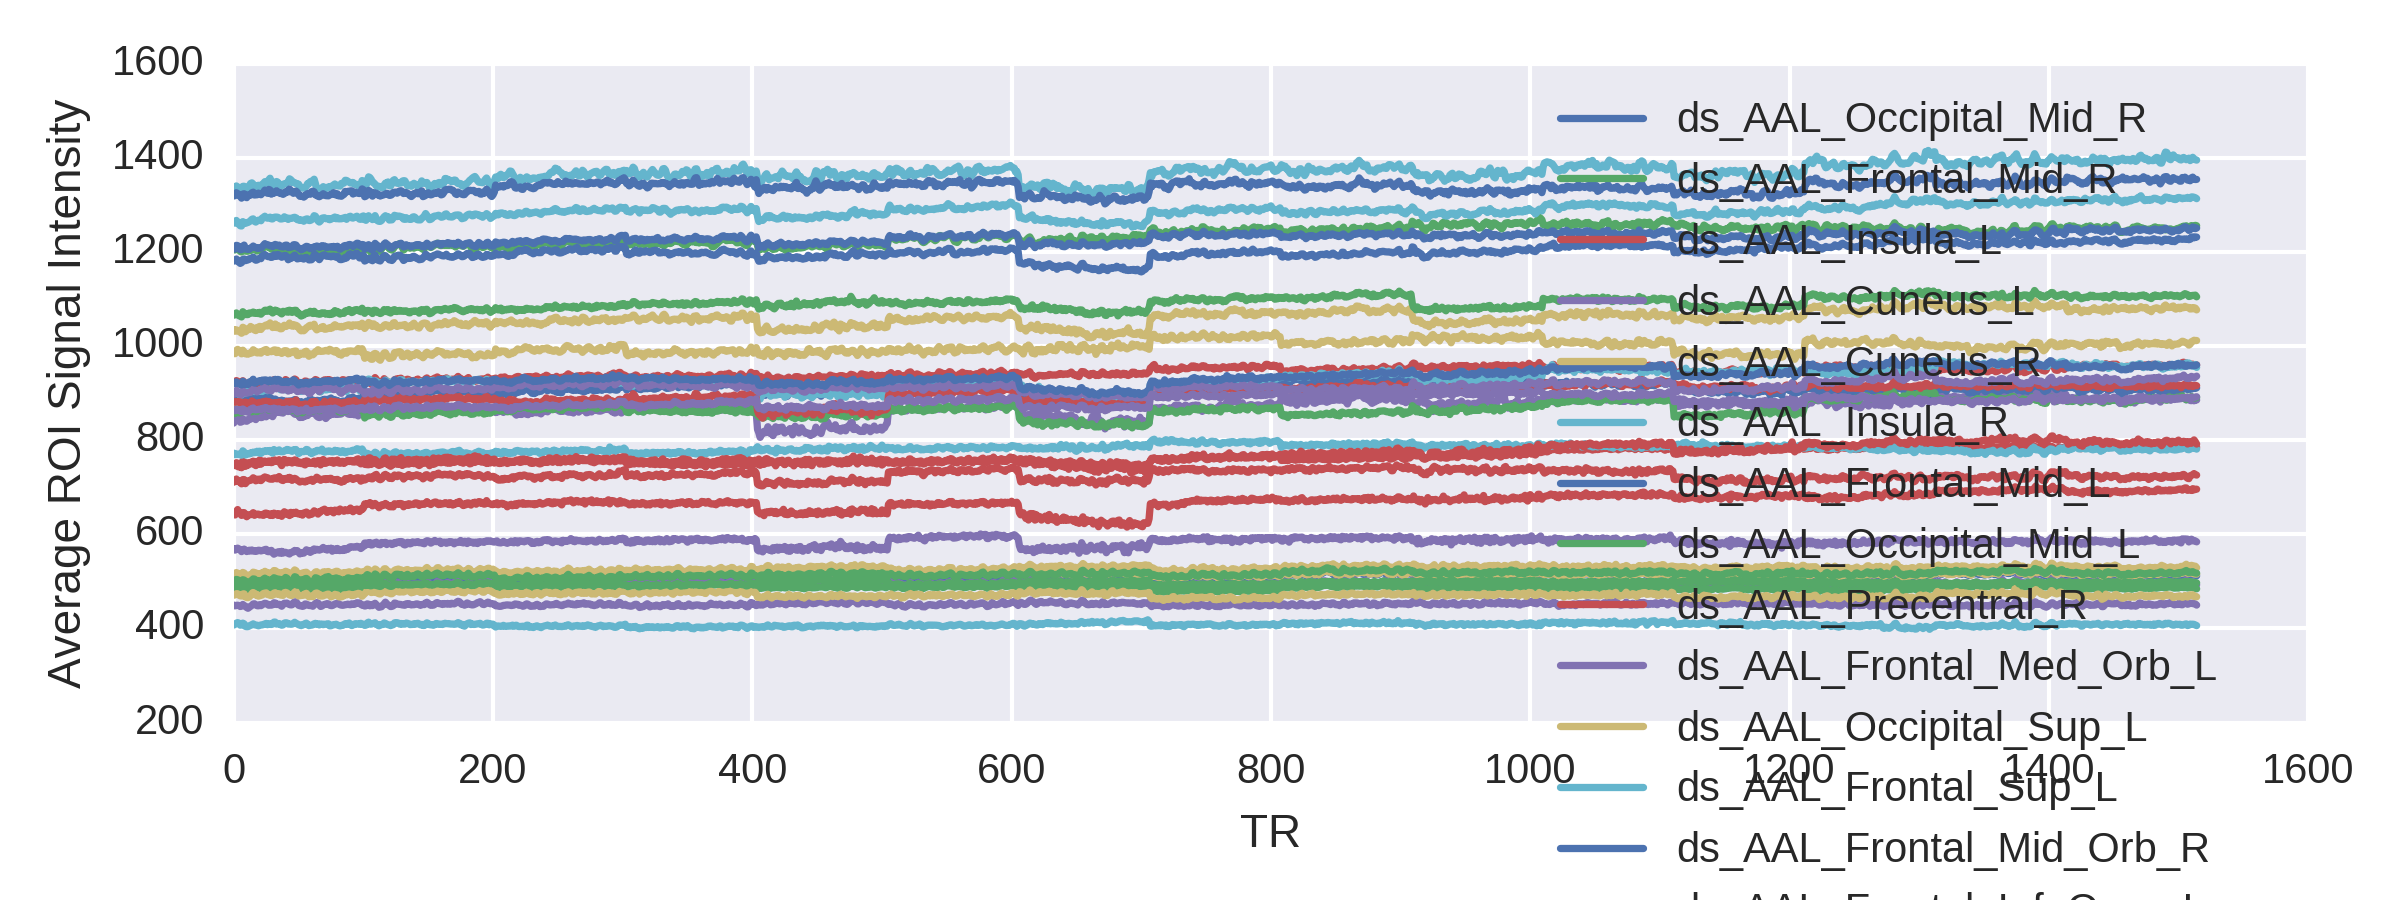 1600
1400
1200
1000
800
600
400
200
Average ROI Signal Intensity
0 200 400 600 800 1000 1200 1400 1600
TR
ds_AAL_Occipital_Mid_R
ds_AAL_Frontal_Mid_R
ds_AAL_Insula_L
ds_AAL_Cuneus_L
ds_AAL_Cuneus_R
ds_AAL_Insula_R
ds_AAL_Frontal_Mid_L
ds_AAL_Occipital_Mid_L
ds_AAL_Precentral_R
ds_AAL_Frontal_Med_Orb_L
ds_AAL_Occipital_Sup_L
ds_AAL_Frontal_Sup_L
ds_AAL_Frontal_Mid_Orb_R